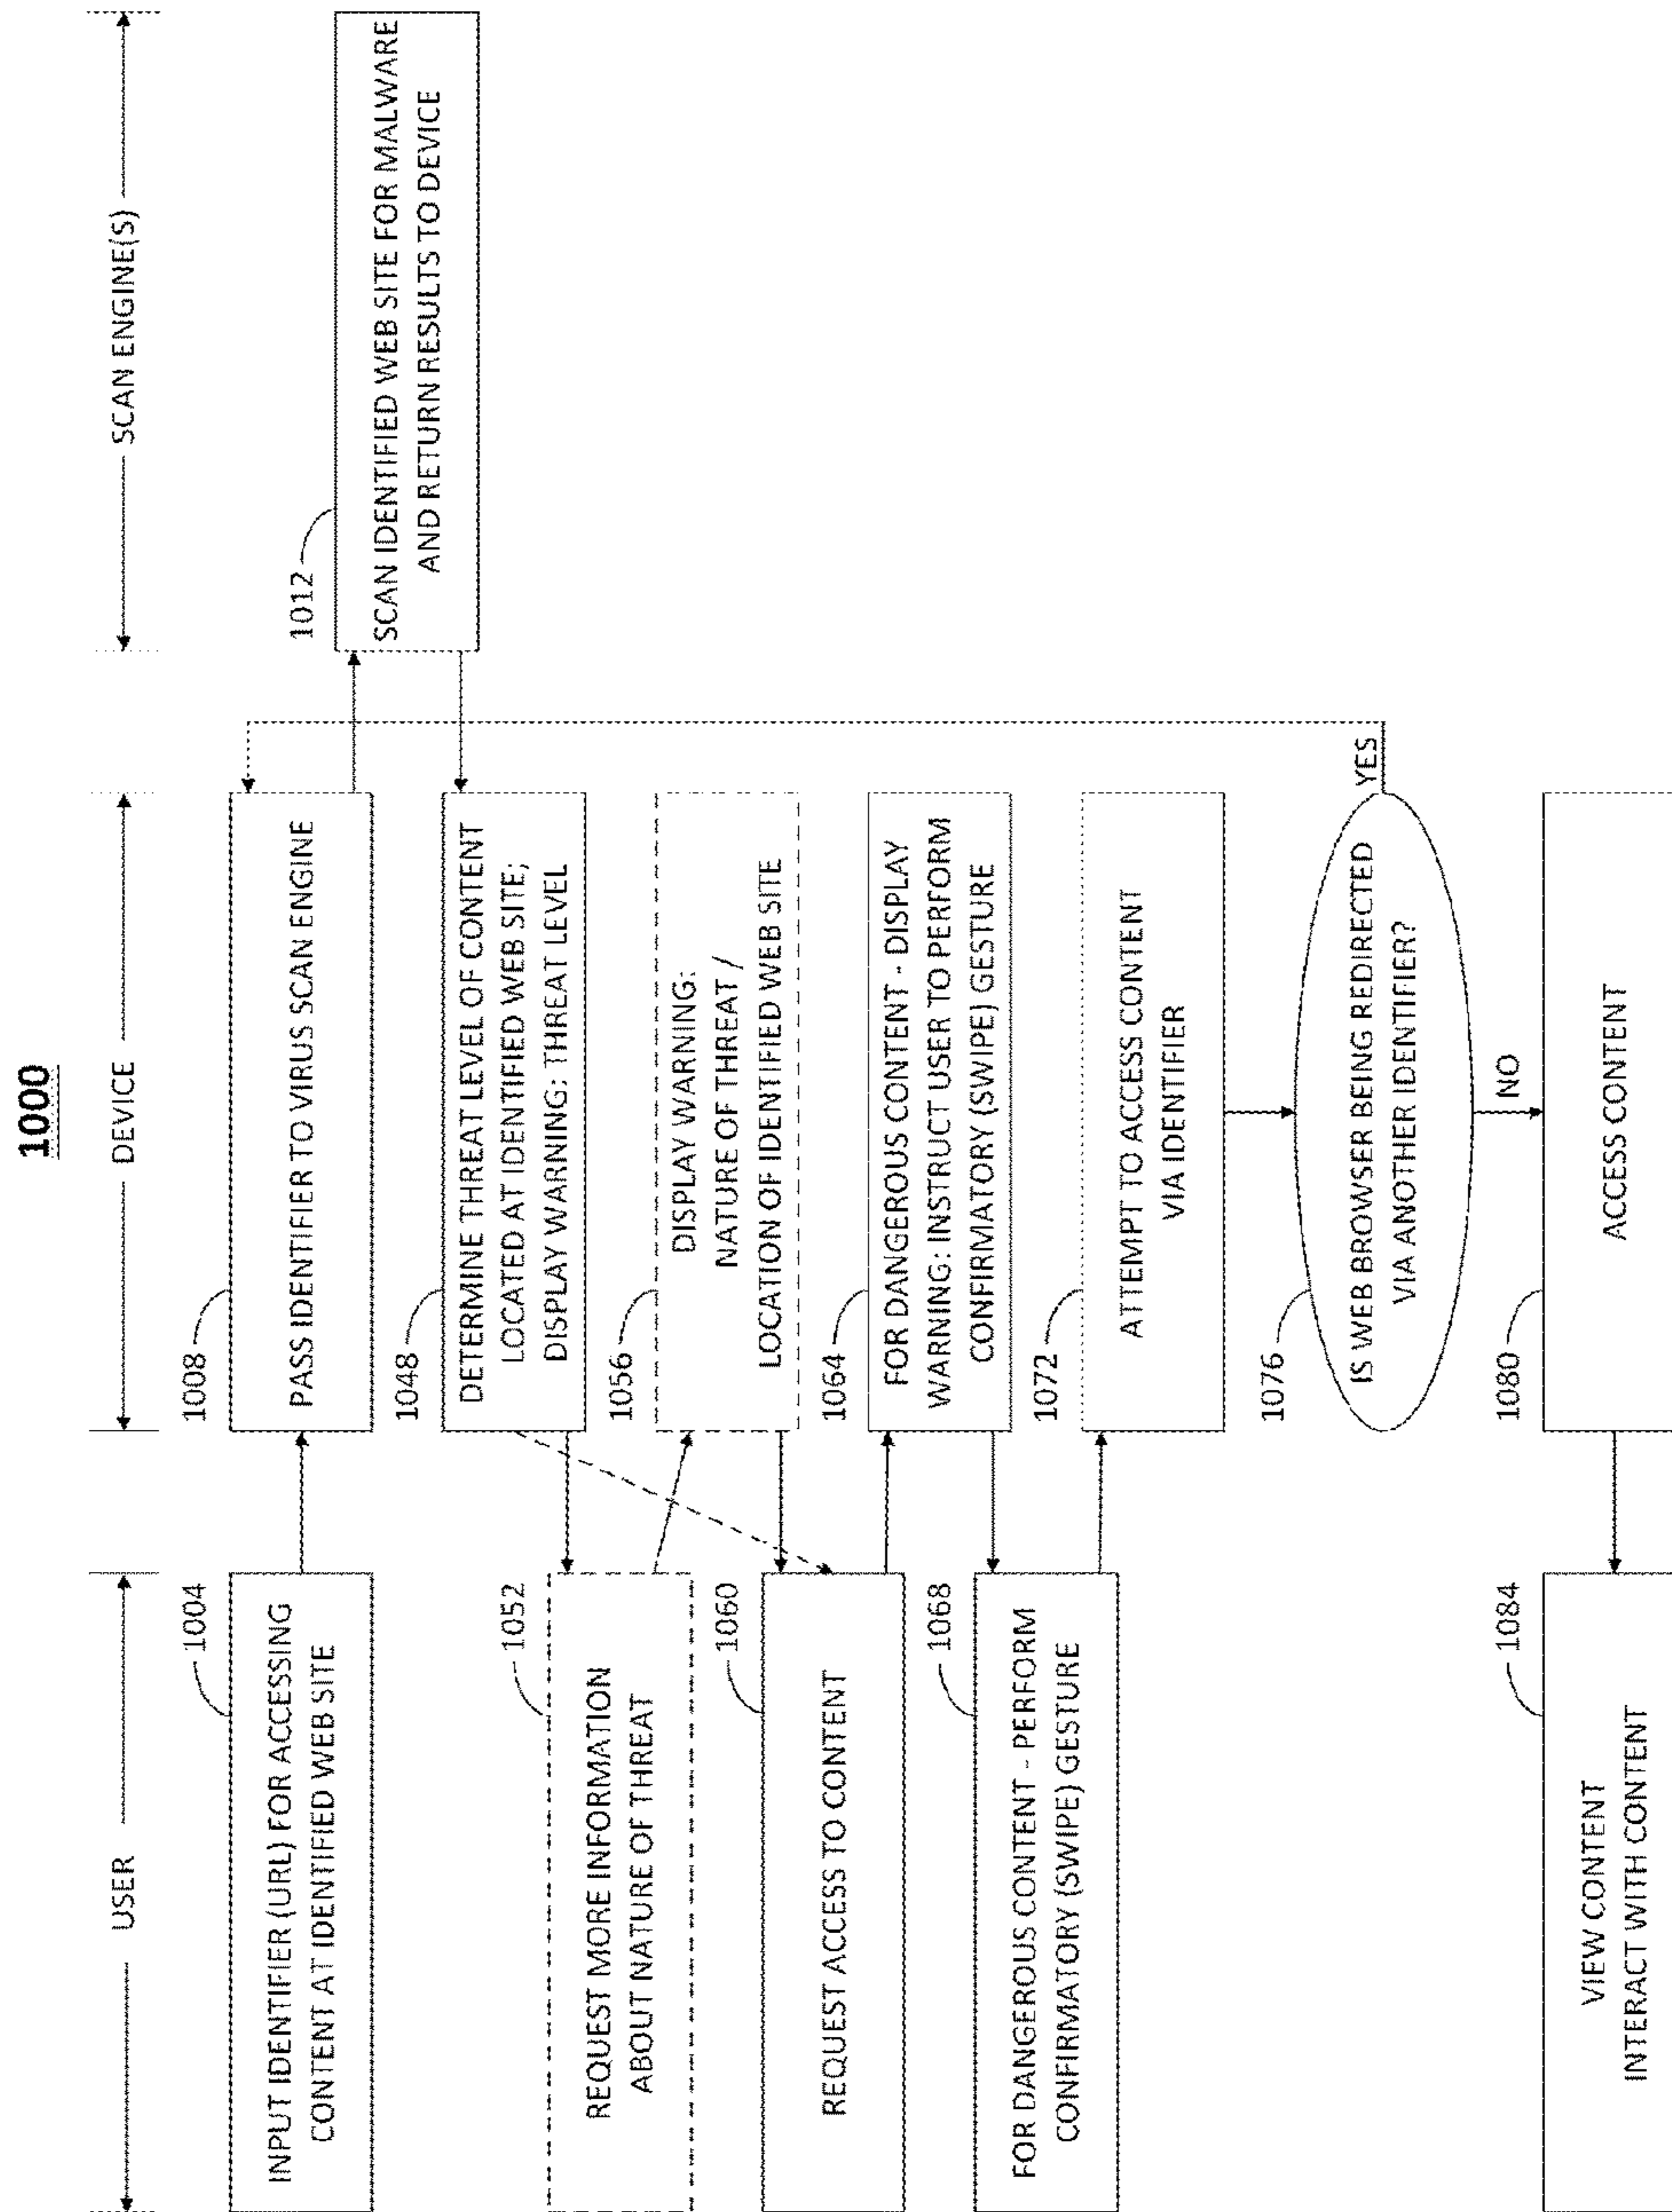 1000
USER
DEVICE
SCAN ENGINE(S)
1004
INPUT IDENTIFIER (URL) FOR ACCESSING
CONTENT AT IDENTIFIED WEB SITE
1008
PASS IDENTIFIER TO VIRUS SCAN ENGINE
1012
SCAN IDENTIFIED WEB SITE FOR MALWARE
AND RETURN RESULTS TO DEVICE
1048
DETERMINE THREAT LEVEL OF CONTENT
LOCATED AT IDENTIFIED WEB SITE;
DISPLAY WARNING: THREAT LEVEL
1052
REQUEST MORE INFORMATION
ABOUT NATURE OF THREAT
1056
DISPLAY WARNING:
NATURE OF THREAT /
LOCATION OF IDENTIFIED WEB SITE
1060
REQUEST ACCESS TO CONTENT
1064
FOR DANGEROUS CONTENT - DISPLAY
WARNING: INSTRUCT USER TO PERFORM
CONFIRMATORY (SWIPE) GESTURE
1068
FOR DANGEROUS CONTENT - PERFORM
CONFIRMATORY (SWIPE) GESTURE
1072
ATTEMPT TO ACCESS CONTENT
VIA IDENTIFIER
1076
IS WEB BROWSER BEING REDIRECTED
VIA ANOTHER IDENTIFIER?
YES
NO
1080
ACCESS CONTENT
1084
VIEW CONTENT
INTERACT WITH CONTENT